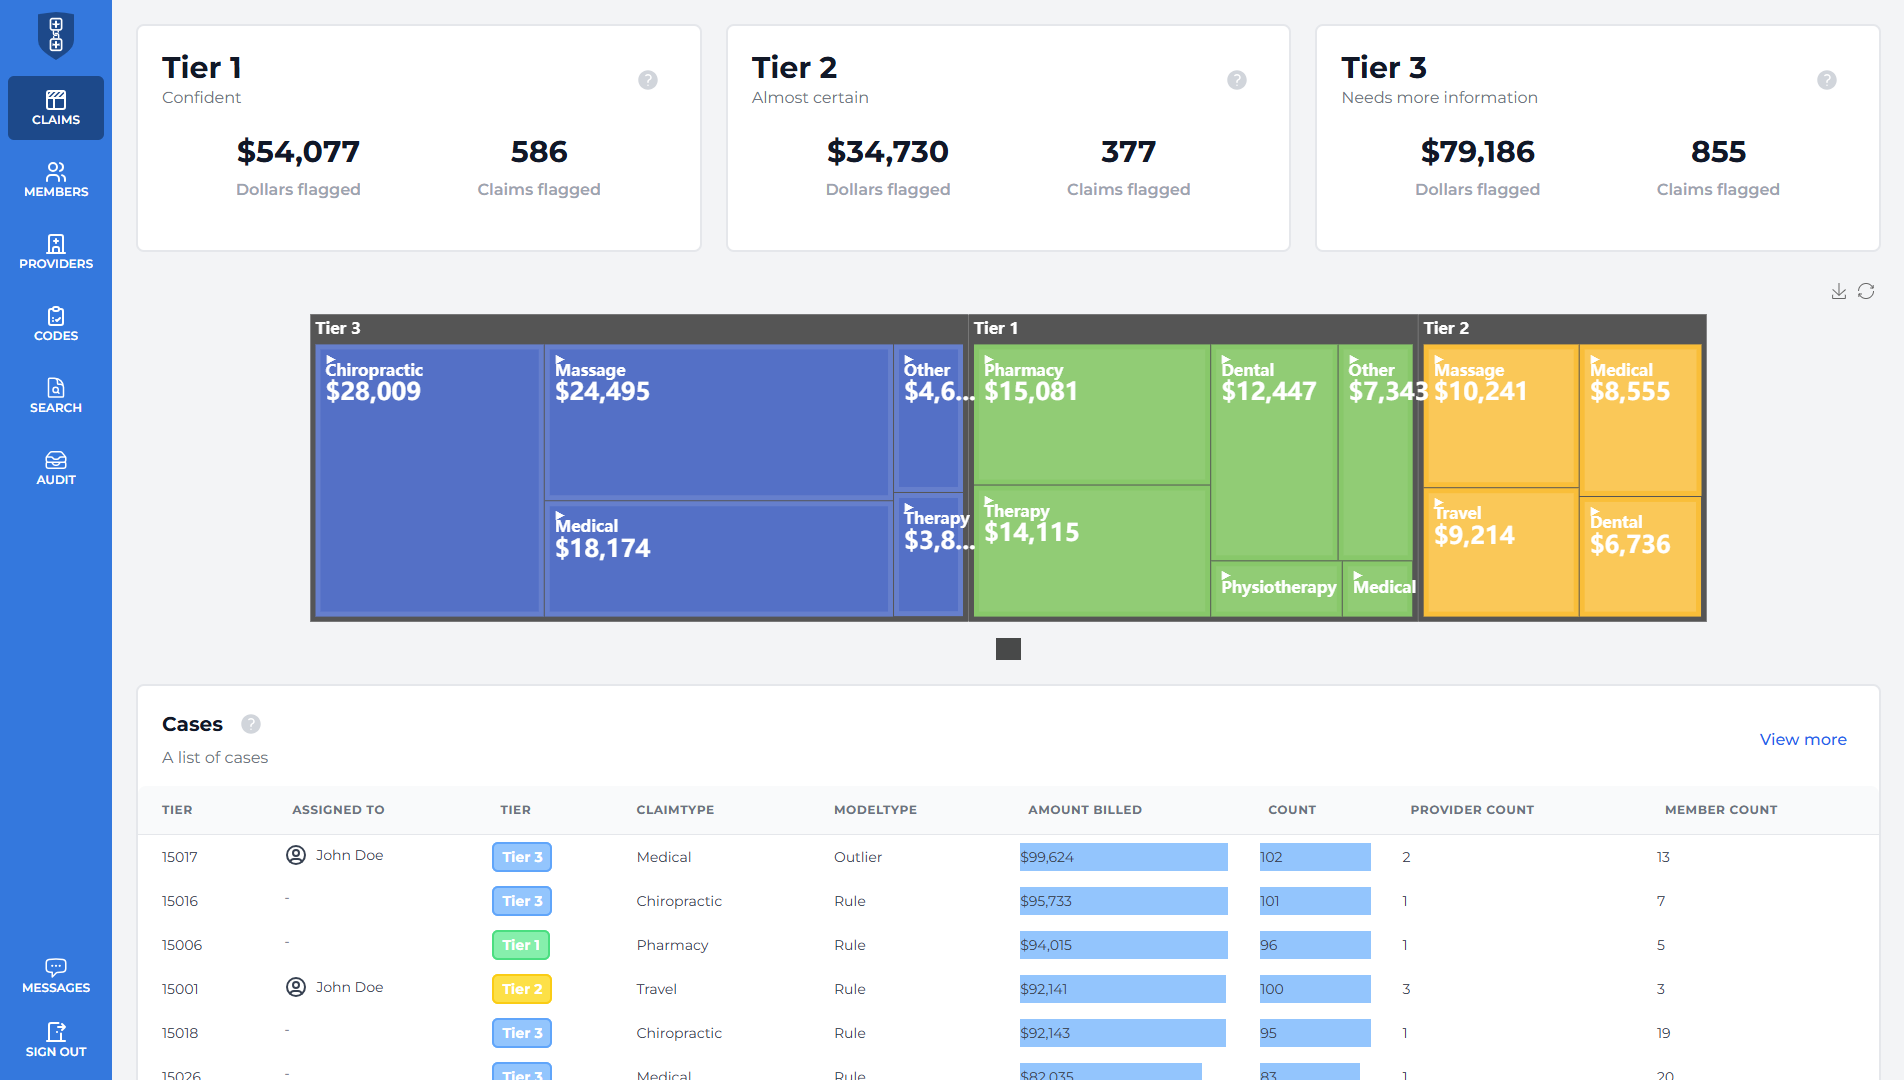 CLAIMS
MEMBERS
PROVIDERS
CODES
SEARCH
AUDIT
MESSAGES
SIGN OUT
Tier 1
Confident
?
$54,077
586
Dollars flagged
Claims flagged
Tier 2
Almost certain
?
$34,730
377
Dollars flagged
Claims flagged
Tier 3
Needs more information
?
$79,186
855
Dollars flagged
Claims flagged
Tier 3
Chiropractic
$28,009
Massage
$24,495
Medical
$18,174
Other
$4,6...
Therapy
$3,8...
Tier 1
Pharmacy
$15,081
Therapy
$14,115
Dental
$12,447
Other
$7,343
Physiotherapy
Medical
Tier 2
Massage
$10,241
Travel
$9,214
Medical
$8,555
Dental
$6,736
Cases ?
A list of cases
View more
TIER ASSIGNED TO TIER CLAIMTYPE MODELTYPE AMOUNT BILLED COUNT PROVIDER COUNT MEMBER COUNT
15017 John Doe Tier 3 Medical Outlier $99,624 102 2 13
15016 - Tier 3 Chiropractic Rule $95,733 101 1 7
15006 - Tier 1 Pharmacy Rule $94,015 96 1 5
15001 John Doe Tier 2 Travel Rule $92,141 100 3 3
15018 - Tier 3 Chiropractic Rule $92,143 95 1 19
15026 - Tier 3 Medical Rule $82,035 83 1 20